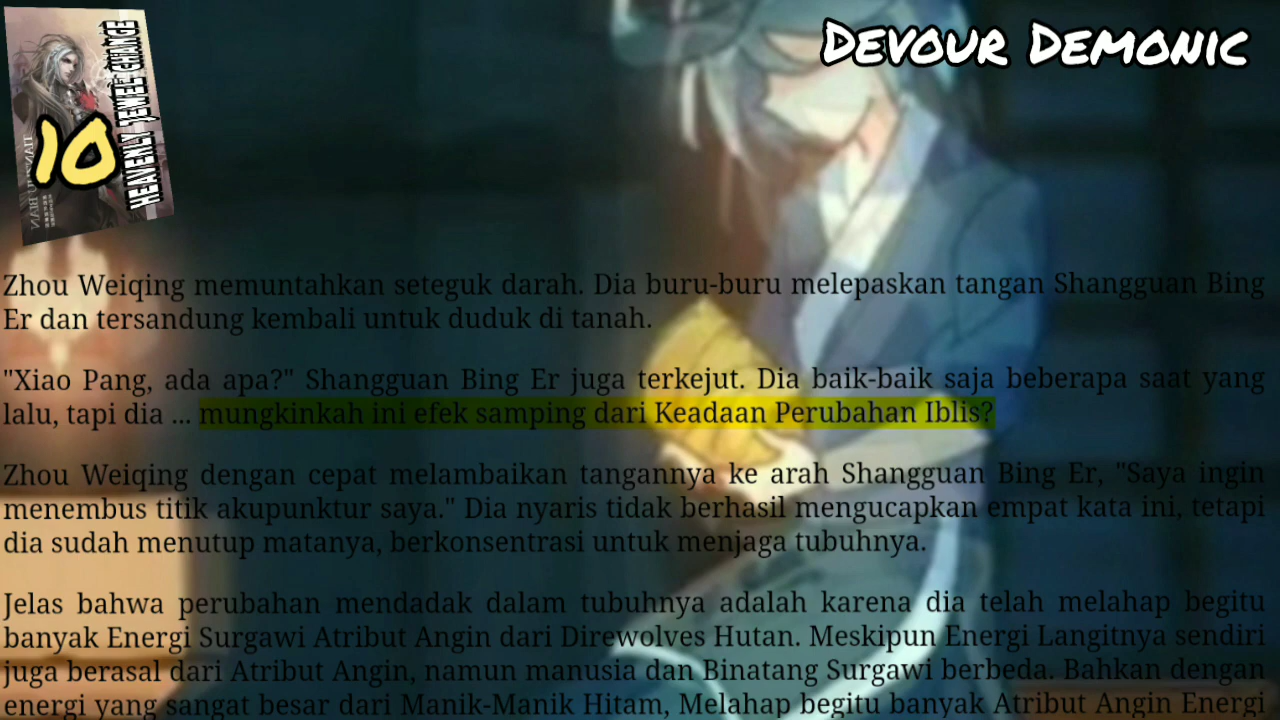 DEVOUR DEMONIC
10
HEAVENLY JEWEL CHANGE
Zhou Weiqing memuntahkan seteguk darah. Dia buru-buru melepaskan tangan Shangguan Bing
Er dan tersandung kembali untuk duduk di tanah.
"Xiao Pang, ada apa?" Shangguan Bing Er juga terkejut. Dia baik-baik saja beberapa saat yang
lalu, tapi dia ... mungkinkah ini efek samping dari Keadaan Perubahan Iblis?
Zhou Weiqing dengan cepat melambaikan tangannya ke arah Shangguan Bing Er, "Saya ingin
menembus titik akupunktur saya." Dia nyaris tidak berhasil mengucapkan empat kata ini, tetapi
dia sudah menutup matanya, berkonsentrasi untuk menjaga tubuhnya.
Jelas bahwa perubahan mendadak dalam tubuhnya adalah karena dia telah melahap begitu
banyak Energi Surgawi Atribut Angin dari Direwolves Hutan. Meskipun Energi Langitnya sendiri
juga berasal dari Atribut Angin, namun manusia dan Binatang Surgawi berbeda. Bahkan dengan
energi yang sangat besar dari Manik-Manik Hitam, Melahap begitu banyak Atribut Angin Energi